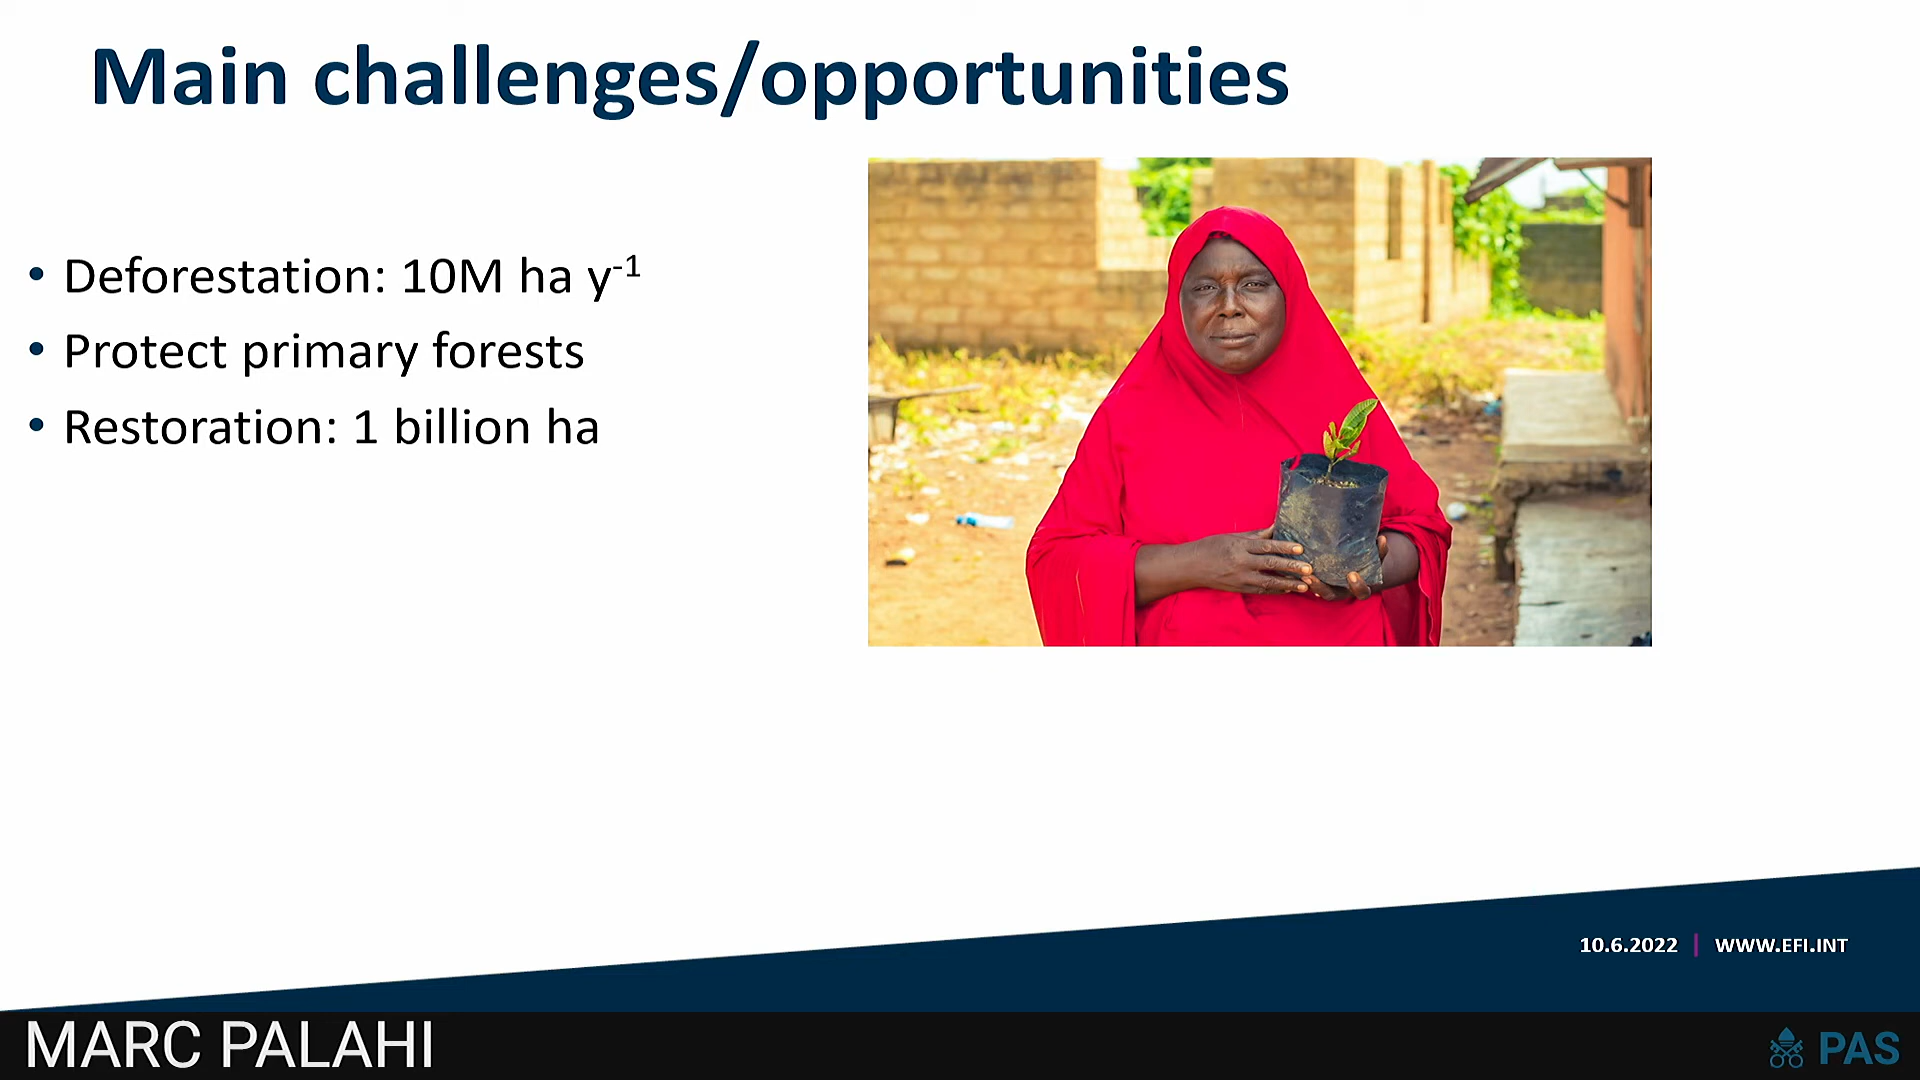 Main challenges/opportunities
• Deforestation: 10M ha y⁻¹
• Protect primary forests
• Restoration: 1 billion ha
10.6.2022 | WWW.EFI.INT
MARC PALAHI
PAS